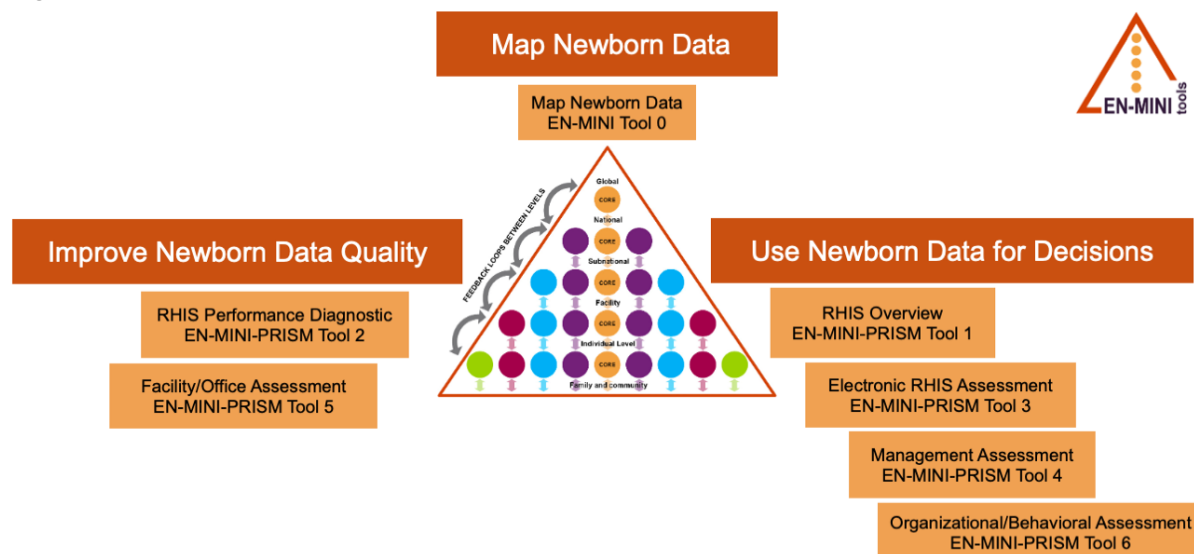 Map Newborn Data
Map Newborn Data
EN-MINI Tool 0
EN-MINI
tools
Improve Newborn Data Quality
RHIS Performance Diagnostic
EN-MINI-PRISM Tool 2
Facility/Office Assessment
EN-MINI-PRISM Tool 5
FEEDBACK LOOPS BETWEEN LEVELS
Global
CORE
National
CORE
Subnational
CORE
Facility
CORE
Individual Level
CORE
Family and community
Use Newborn Data for Decisions
RHIS Overview
EN-MINI-PRISM Tool 1
Electronic RHIS Assessment
EN-MINI-PRISM Tool 3
Management Assessment
EN-MINI-PRISM Tool 4
Organizational/Behavioral Assessment
EN-MINI-PRISM Tool 6